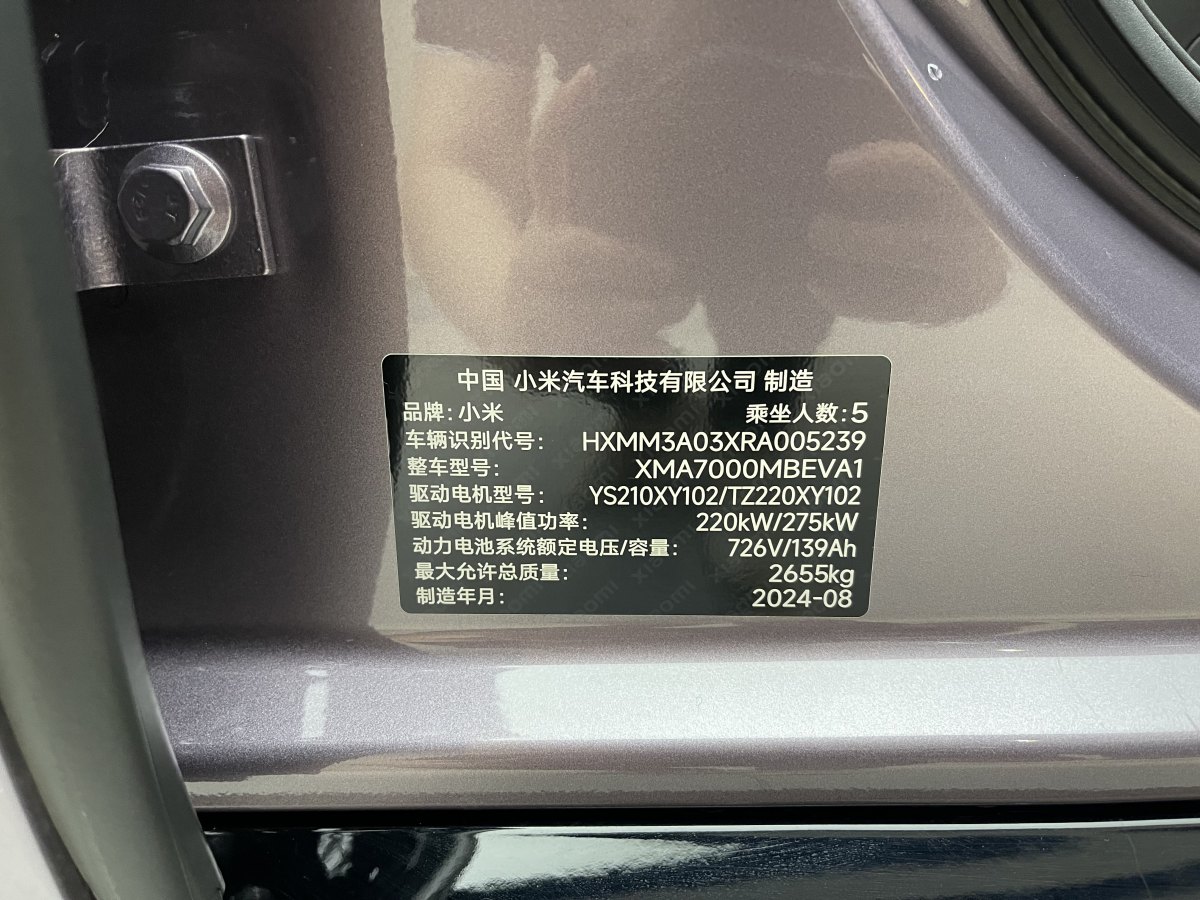 中国 小米汽车科技有限公司 制造
品牌: 小米 乘坐人数: 5
车辆识别代号: HXMM3A03XRA005239
整车型号: XMA7000MBEVA1
驱动电机型号: YS210XY102/TZ220XY102
驱动电机峰值功率: 220kW/275kW
动力电池系统额定电压/容量: 726V/139Ah
最大允许总质量: 2655kg
制造年月: 2024-08